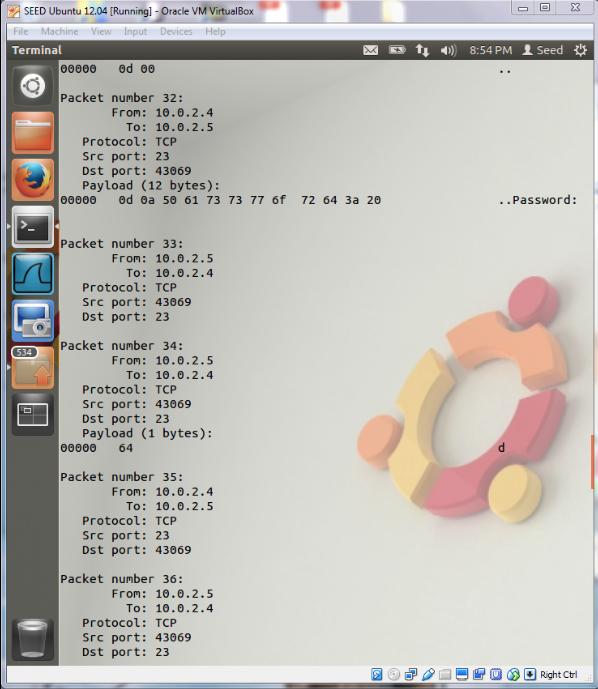 SEED Ubuntu 12.04 [Running] - Oracle VM VirtualBox
File Machine View Input Devices Help
Terminal 8:54 PM Seed
00000 0d 00 ..
Packet number 32:
From: 10.0.2.4
To: 10.0.2.5
Protocol: TCP
Src port: 23
Dst port: 43069
Payload (12 bytes):
00000 0d 0a 50 61 73 73 77 6f 72 64 3a 20 ..Password:
Packet number 33:
From: 10.0.2.5
To: 10.0.2.4
Protocol: TCP
Src port: 43069
Dst port: 23
Packet number 34:
From: 10.0.2.5
To: 10.0.2.4
Protocol: TCP
Src port: 43069
Dst port: 23
Payload (1 bytes):
00000 64 d
Packet number 35:
From: 10.0.2.4
To: 10.0.2.5
Protocol: TCP
Src port: 23
Dst port: 43069
Packet number 36:
From: 10.0.2.5
To: 10.0.2.4
Protocol: TCP
Src port: 43069
Dst port: 23
534
Right Ctrl